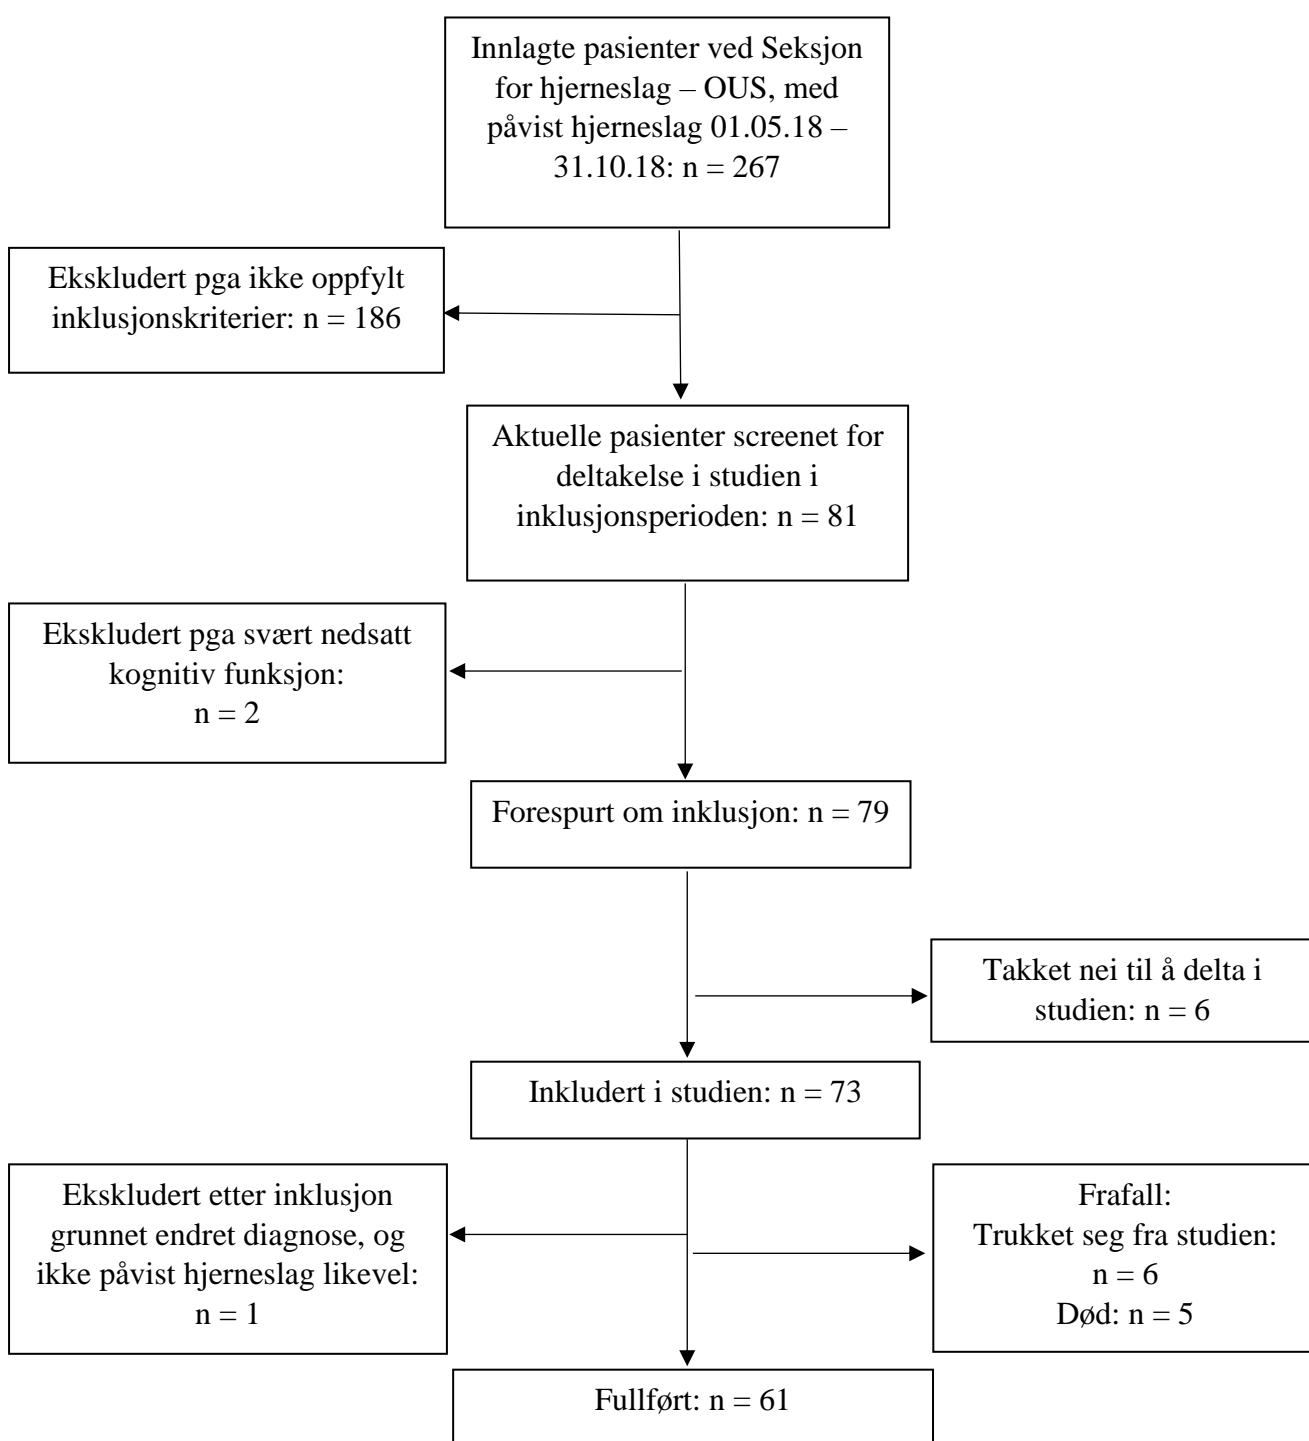 Innlagte pasienter ved Seksjon
for hjerneslag – OUS, med
påvist hjerneslag 01.05.18 –
31.10.18: n = 267
Ekskludert pga ikke oppfylt
inklusjonskriterier: n = 186
Aktuelle pasienter screenet for
deltakelse i studien i
inklusjonsperioden: n = 81
Ekskludert pga svært nedsatt
kognitiv funksjon:
n = 2
Forespurt om inklusjon: n = 79
Takket nei til å delta i
studien: n = 6
Inkludert i studien: n = 73
Ekskludert etter inklusjon
grunnet endret diagnose, og
ikke påvist hjerneslag likevel:
n = 1
Frafall:
Trukket seg fra studien:
n = 6
Død: n = 5
Fullført: n = 61